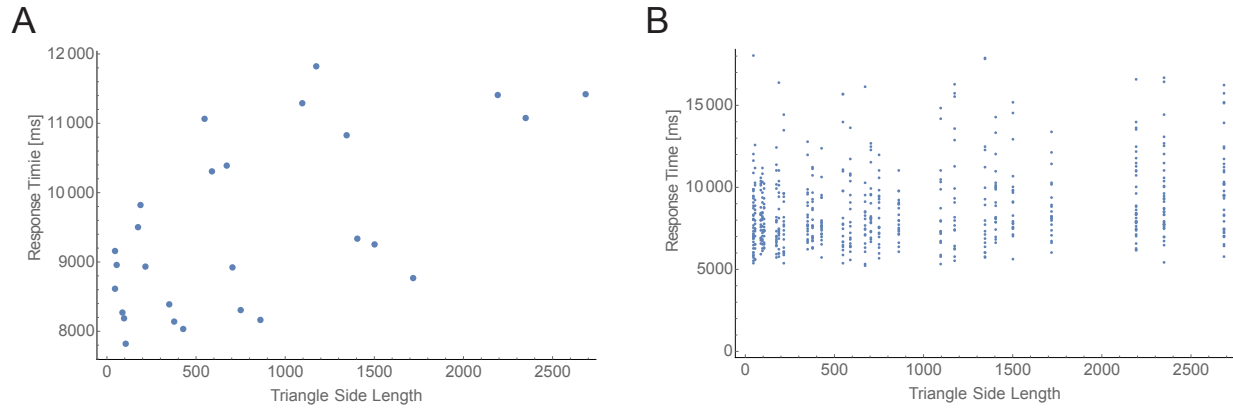 A
12 000
11 000
10 000
9000
8000
Response Timie [ms]
0 500 1000 1500 2000 2500
Triangle Side Length
B
15 000
10 000
5000
0
Response Time [ms]
0 500 1000 1500 2000 2500
Triangle Side Length